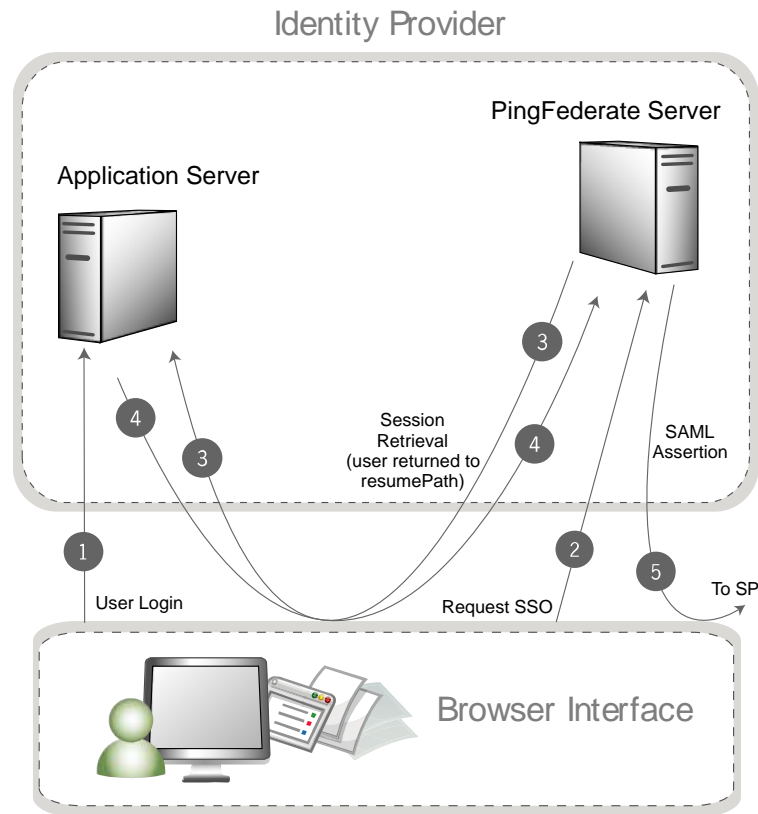 Identity Provider
PingFederate Server
Application Server
3
4
Session
Retrieval
(user returned to
resumePath)
4
3
SAML
Assertion
1
2
5
User Login
Request SSO
To SP
Browser Interface